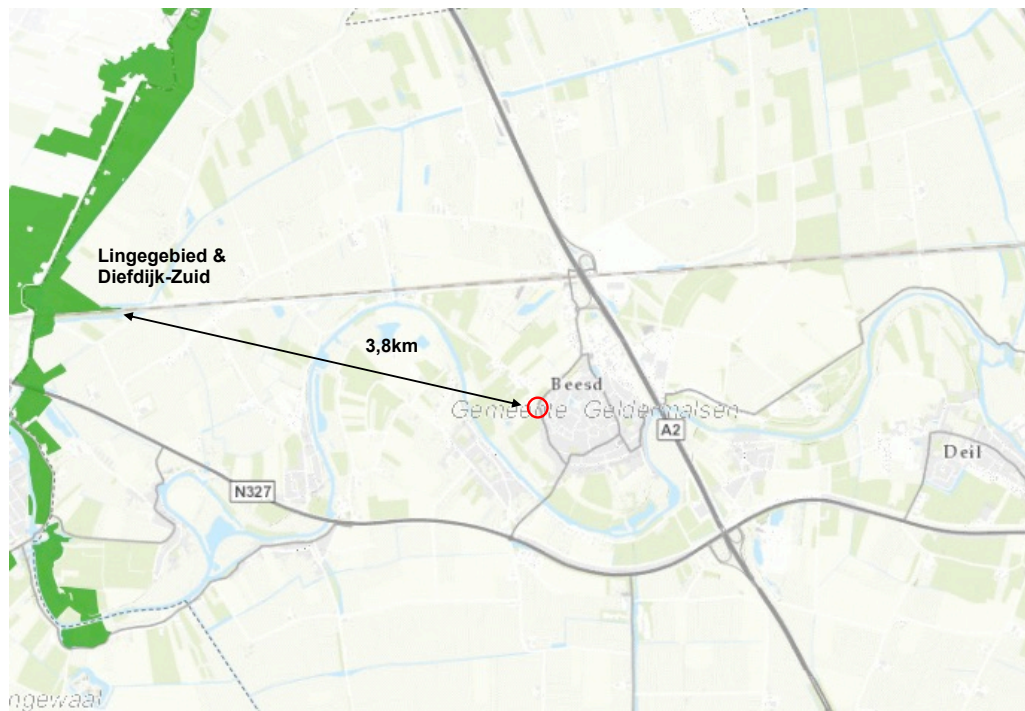 Lingegebied &
Diefdijk-Zuid
3,8km
Beesd
Gemeente Geldermalsen
A2
Deil
N327
ngewaal